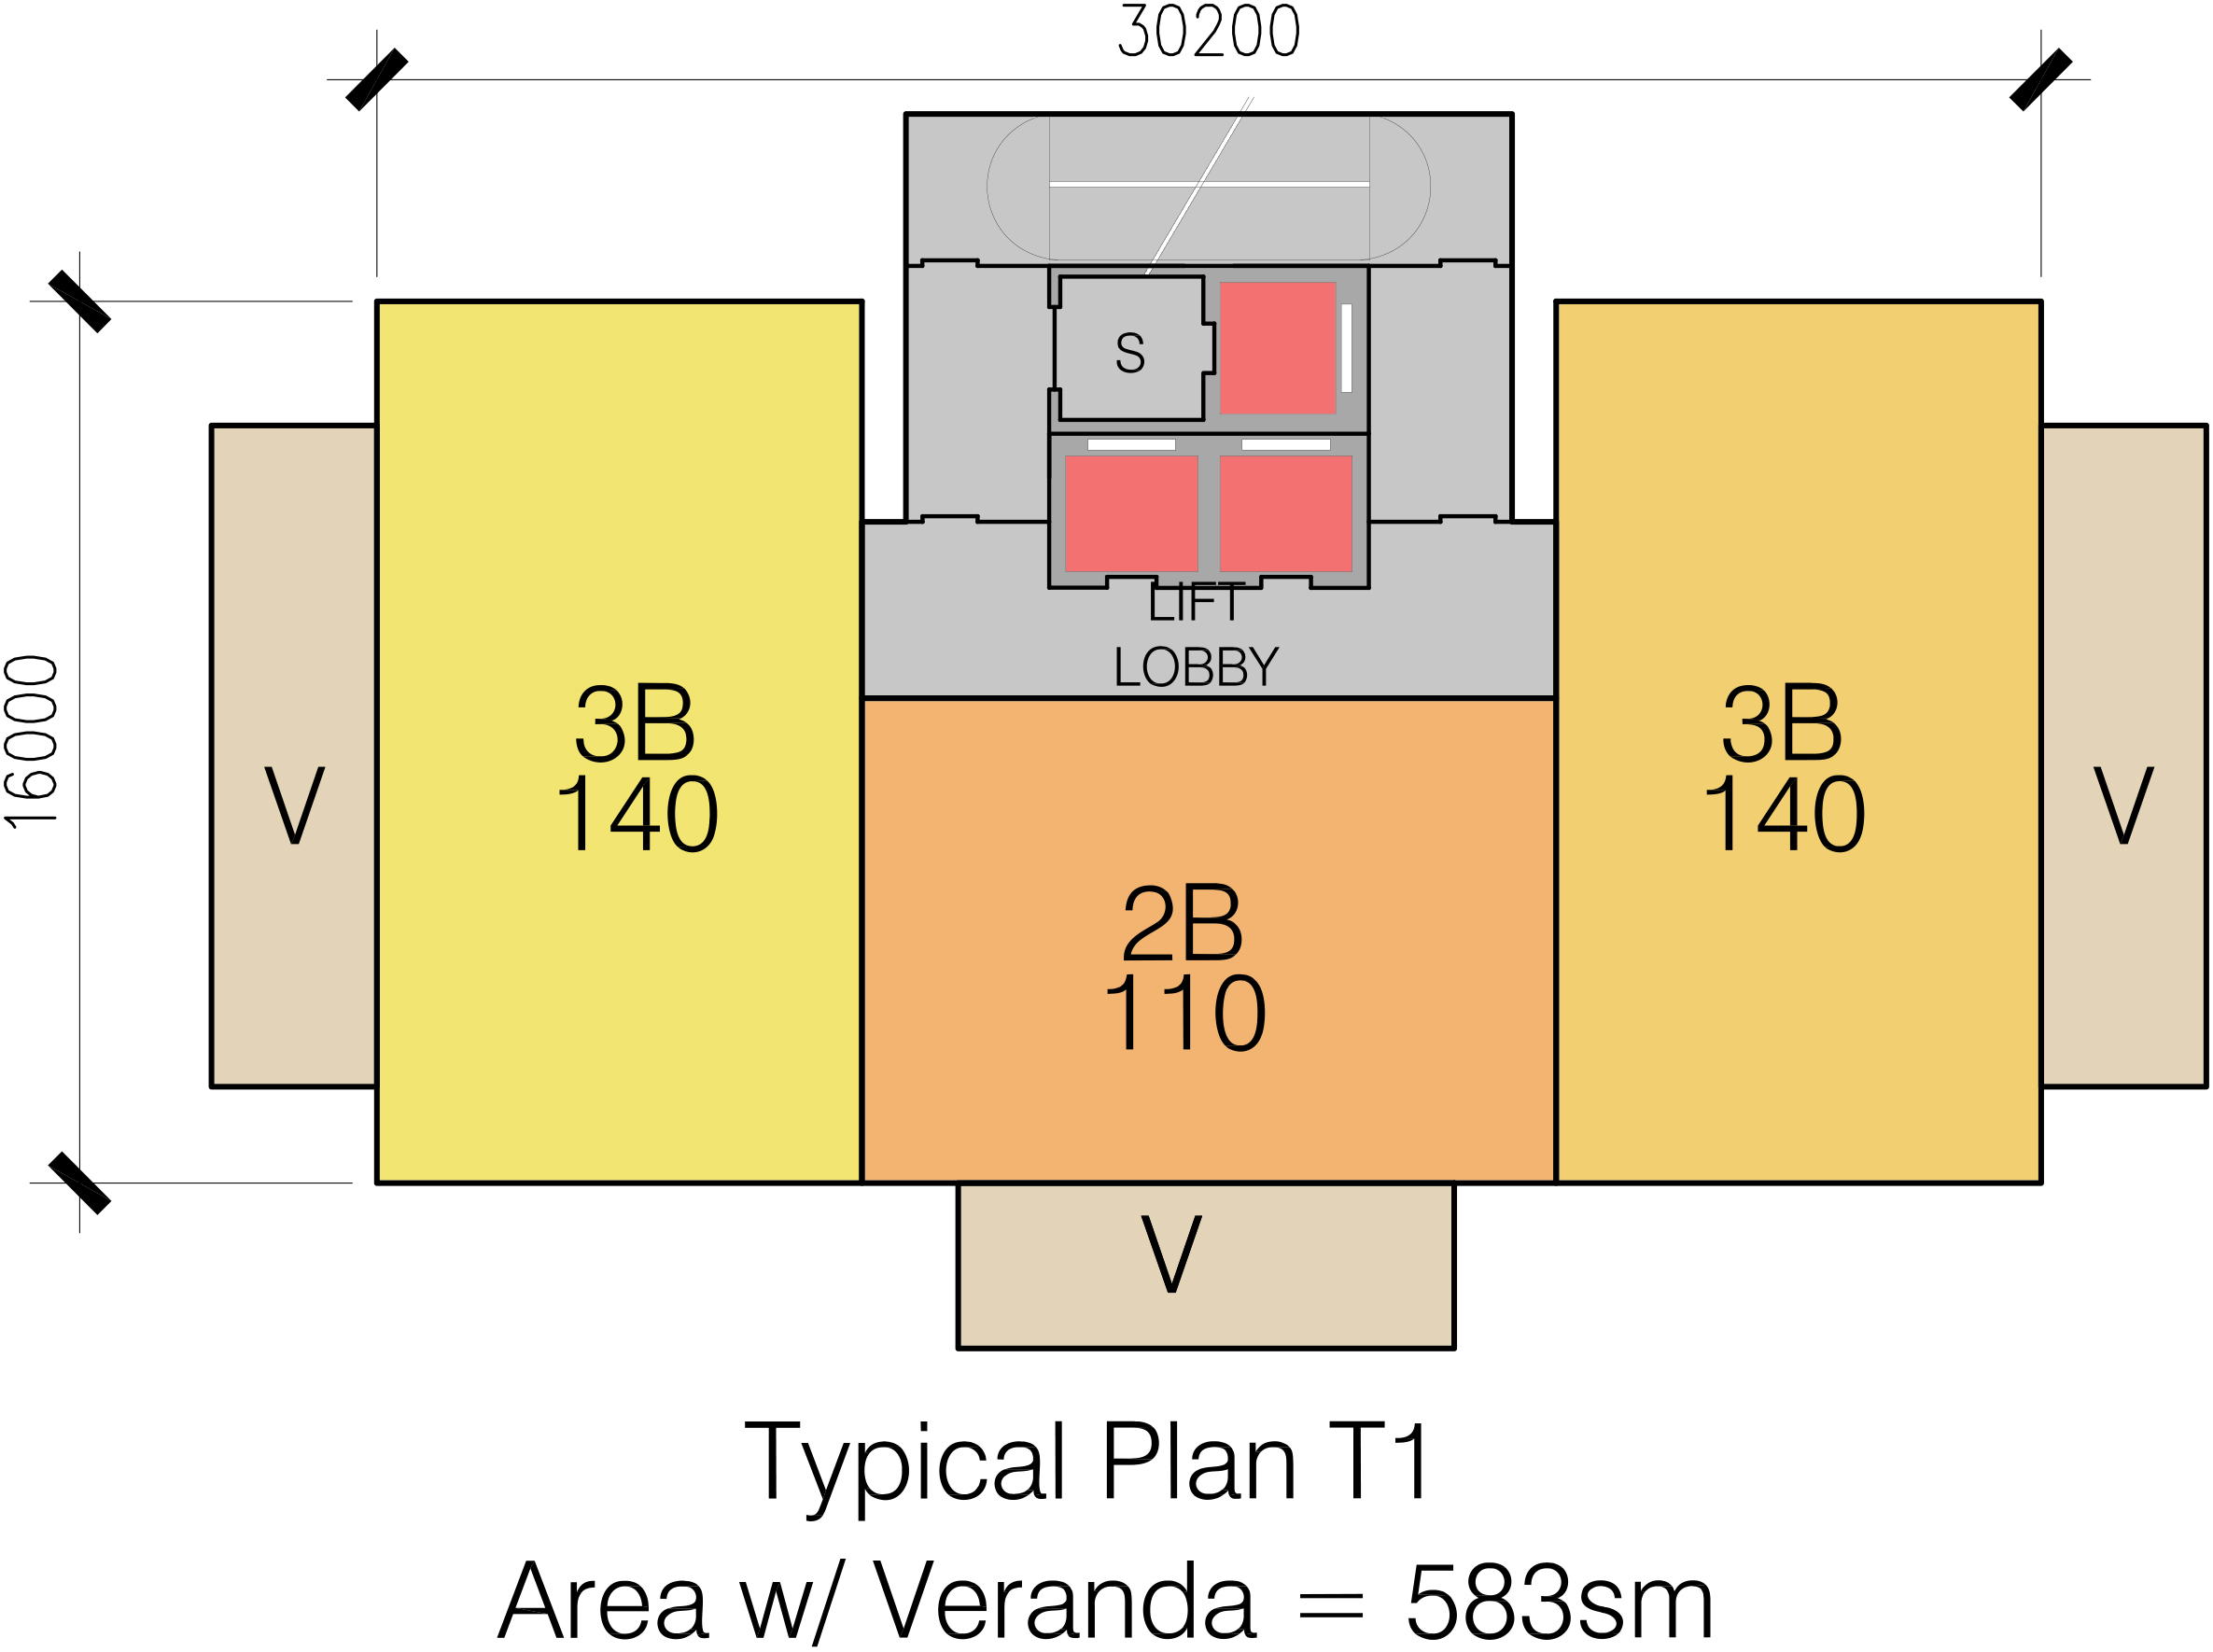 30200
16000
S
LIFT
LOBBY
3B
140
3B
140
V
V
2B
110
V
Typical Plan T1
Area w/ Veranda = 583sm